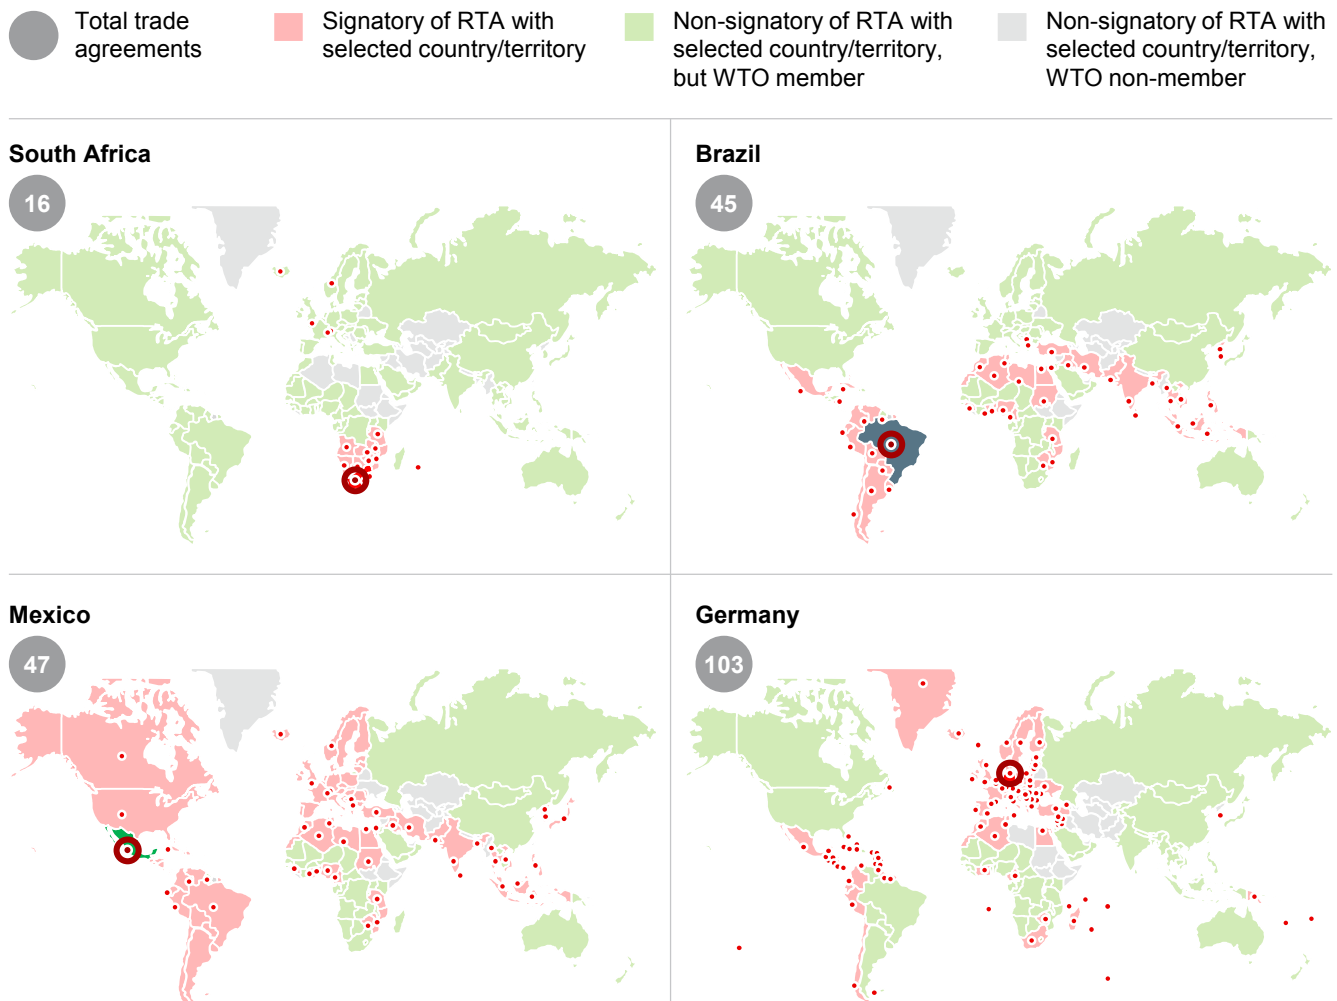 Total trade
agreements
Signatory of RTA with
selected country/territory
Non-signatory of RTA with
selected country/territory,
but WTO member
Non-signatory of RTA with
selected country/territory,
WTO non-member
South Africa
16
Brazil
45
Mexico
47
Germany
103